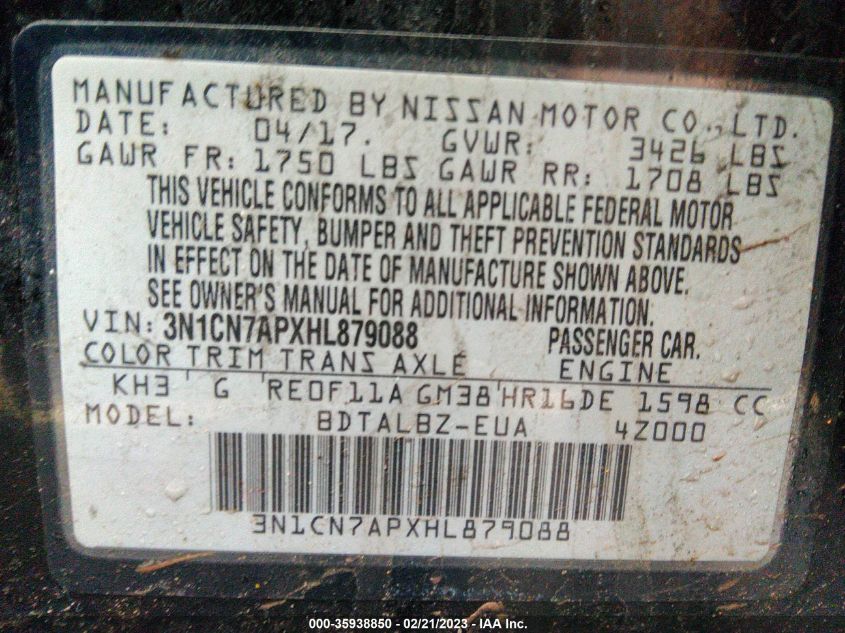 MANUFACTURED BY NISSAN MOTOR CO., LTD.
DATE: 04/17. GVWR: 3426 LBS
GAWR FR: 1750 LBS GAWR RR: 1708 LBS
THIS VEHICLE CONFORMS TO ALL APPLICABLE FEDERAL MOTOR
VEHICLE SAFETY, BUMPER AND THEFT PREVENTION STANDARDS
IN EFFECT ON THE DATE OF MANUFACTURE SHOWN ABOVE.
SEE OWNER'S MANUAL FOR ADDITIONAL INFORMATION.
VIN: 3N1CN7APXHL879088 PASSENGER CAR.
COLOR TRIM TRANS AXLE ENGINE
KH3 G RE0F11A GM38 HR16DE 1598 CC
MODEL: BDTALBZ-EUA 4Z000
3N1CN7APXHL879088
000-35938850 — 02/21/2023 — IAA Inc.